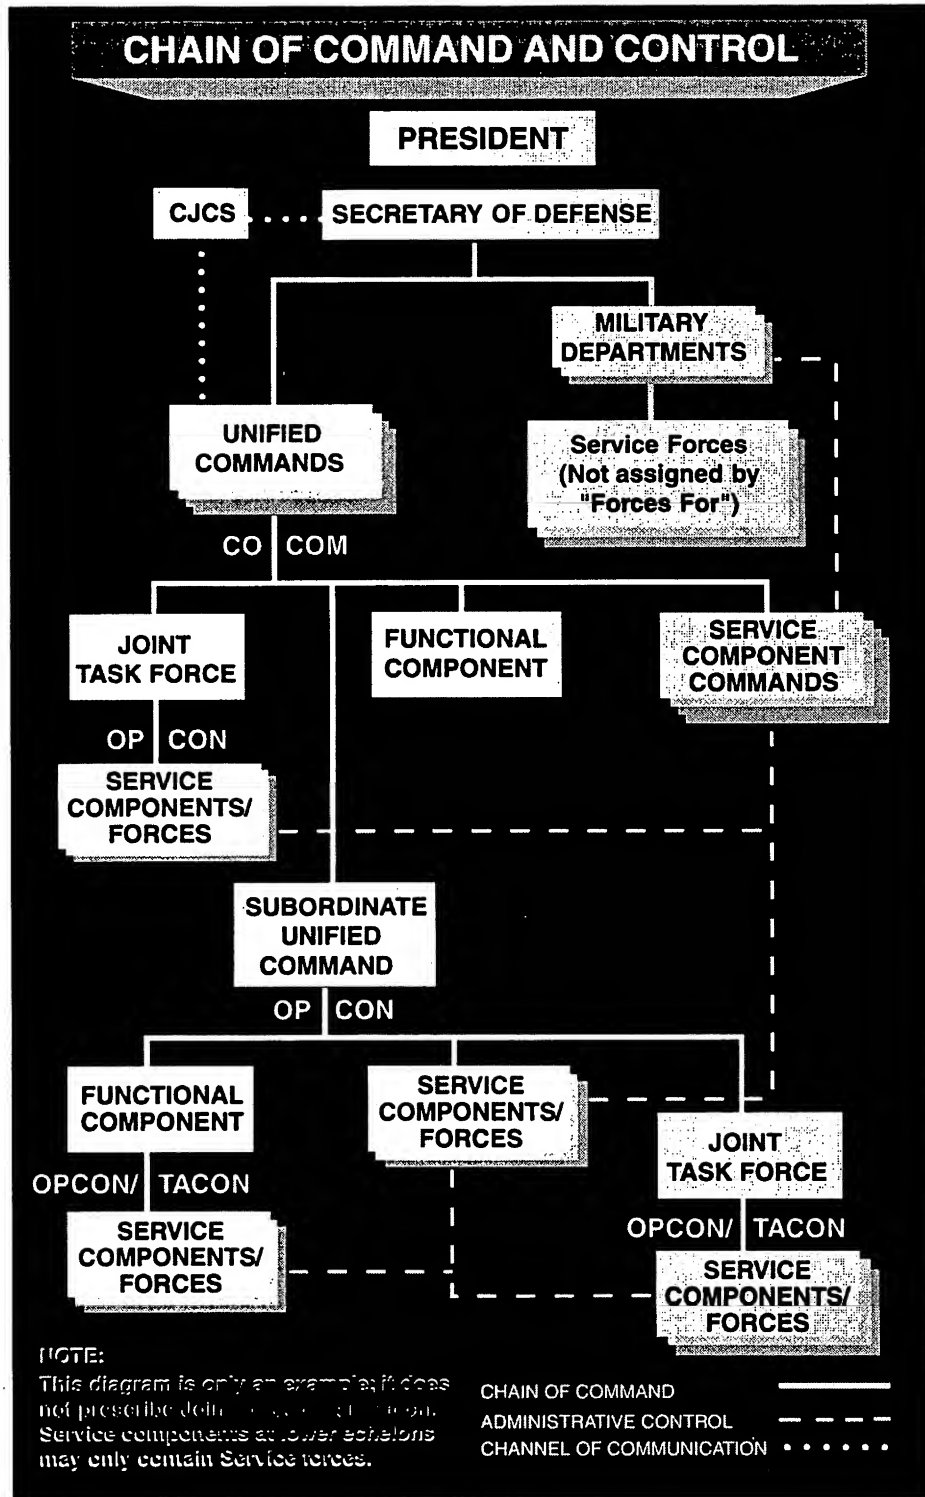 CHAIN OF COMMAND AND CONTROL
PRESIDENT
CJCS
SECRETARY OF DEFENSE
MILITARY
DEPARTMENTS
UNIFIED
COMMANDS
Service Forces
(Not assigned by
"Forces For")
CO COM
JOINT
TASK FORCE
FUNCTIONAL
COMPONENT
SERVICE
COMPONENT
COMMANDS
OP CON
SERVICE
COMPONENTS/
FORCES
SUBORDINATE
UNIFIED
COMMAND
OP CON
FUNCTIONAL
COMPONENT
SERVICE
COMPONENTS/
FORCES
JOINT
TASK FORCE
OPCON/ TACON
OPCON/ TACON
SERVICE
COMPONENTS/
FORCES
SERVICE
COMPONENTS/
FORCES
NOTE:
This diagram is only an example; it does
not prescribe
Service components at lower echelons
may only contain Service forces.
CHAIN OF COMMAND
ADMINISTRATIVE CONTROL
CHANNEL OF COMMUNICATION